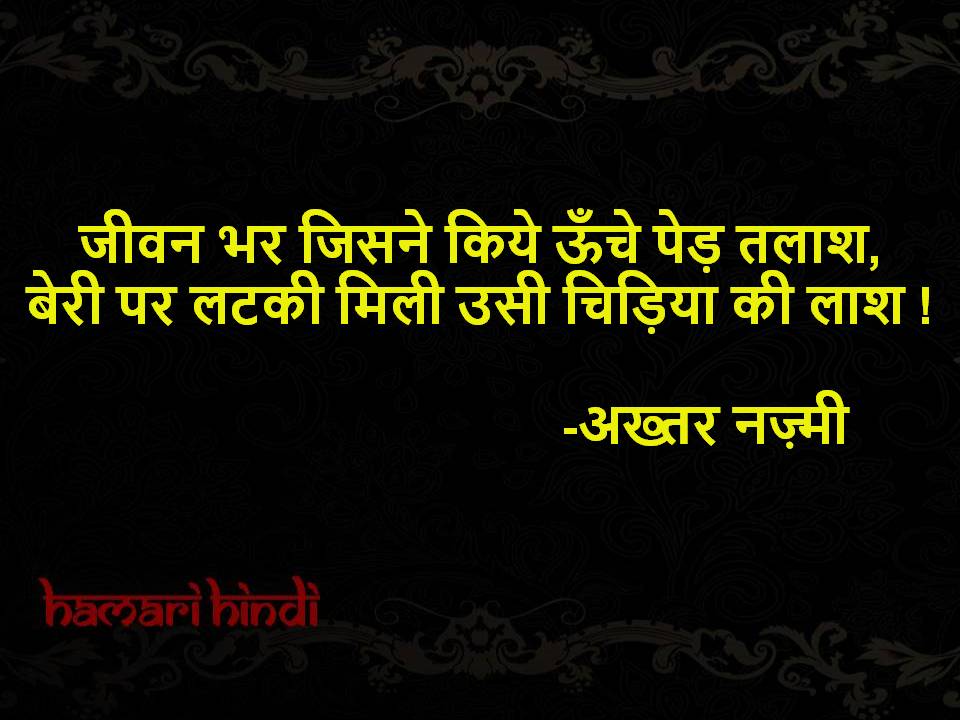 जीवन भर जिसने किये ऊँचे पेड़ तलाश,
बेरी पर लटकी मिली उसी चिड़िया की लाश !
-अख्तर नज़्मी
HAMARI HINDI